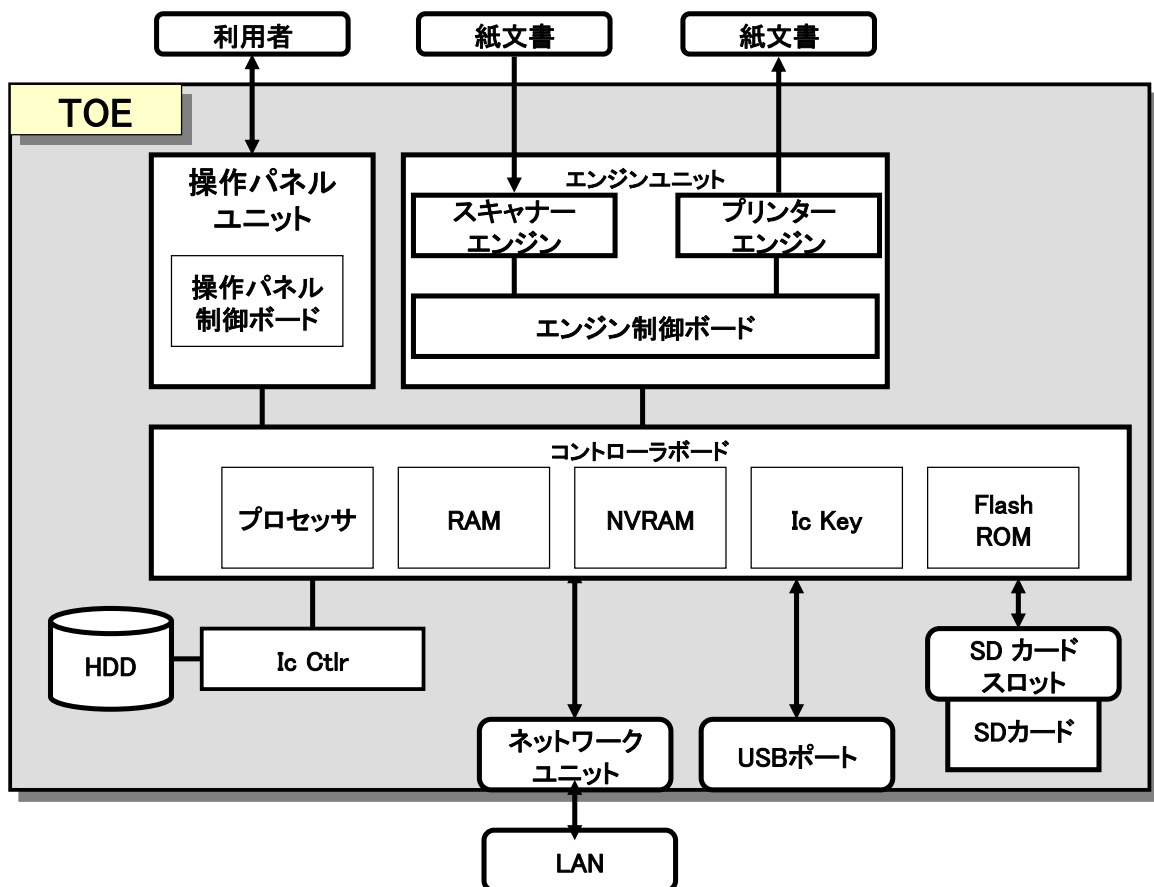 利用者
紙文書
紙文書
TOE
操作パネル
ユニット
操作パネル
制御ボード
エンジンユニット
スキャナー
エンジン
プリンター
エンジン
エンジン制御ボード
コントローラボード
プロセッサ
RAM
NVRAM
Ic Key
Flash
ROM
HDD
Ic Ctlr
ネットワーク
ユニット
USBポート
SD カード
スロット
SDカード
LAN